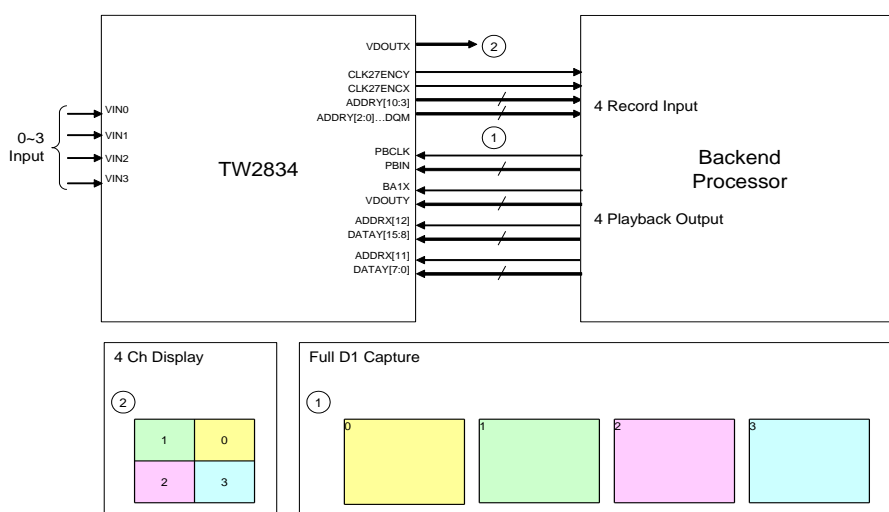 VDOUTX
2
CLK27ENCY
CLK27ENCX
ADDRY[10:3]
ADDRY[2:0]...DQM
4 Record Input
VIN0
VIN1
VIN2
VIN3
0~3
Input
TW2834
1
PBCLK
PBIN
BA1X
VDOUTY
ADDRX[12]
DATAY[15:8]
ADDRX[11]
DATAY[7:0]
Backend
Processor
4 Playback Output
4 Ch Display
2
1
0
2
3
Full D1 Capture
1
0
1
2
3